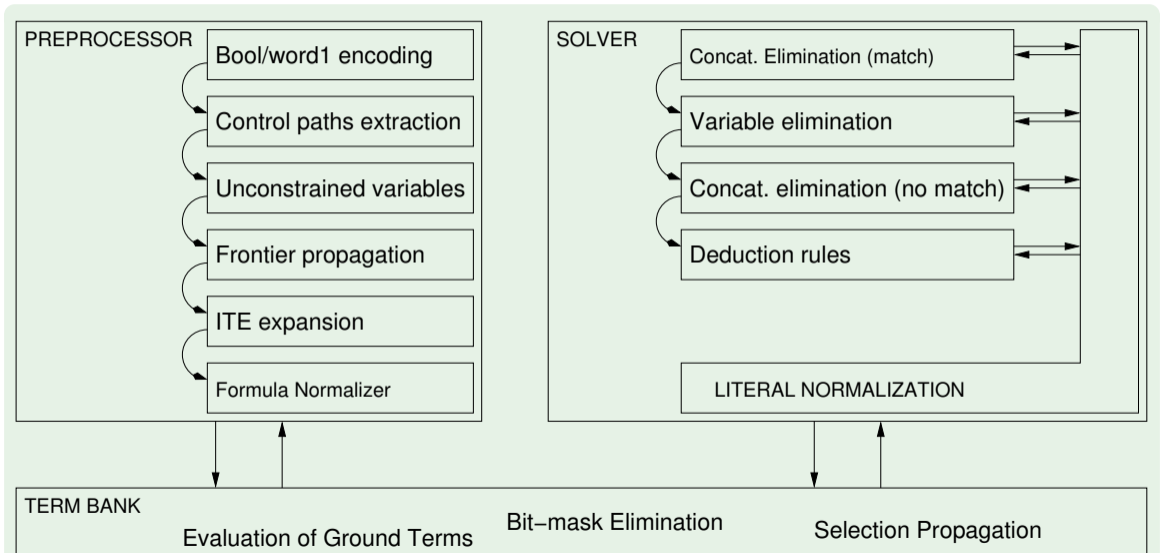 PREPROCESSOR
Bool/word1 encoding
Control paths extraction
Unconstrained variables
Frontier propagation
ITE expansion
Formula Normalizer
SOLVER
Concat. Elimination (match)
Variable elimination
Concat. elimination (no match)
Deduction rules
LITERAL NORMALIZATION
TERM BANK
Evaluation of Ground Terms
Bit−mask Elimination
Selection Propagation